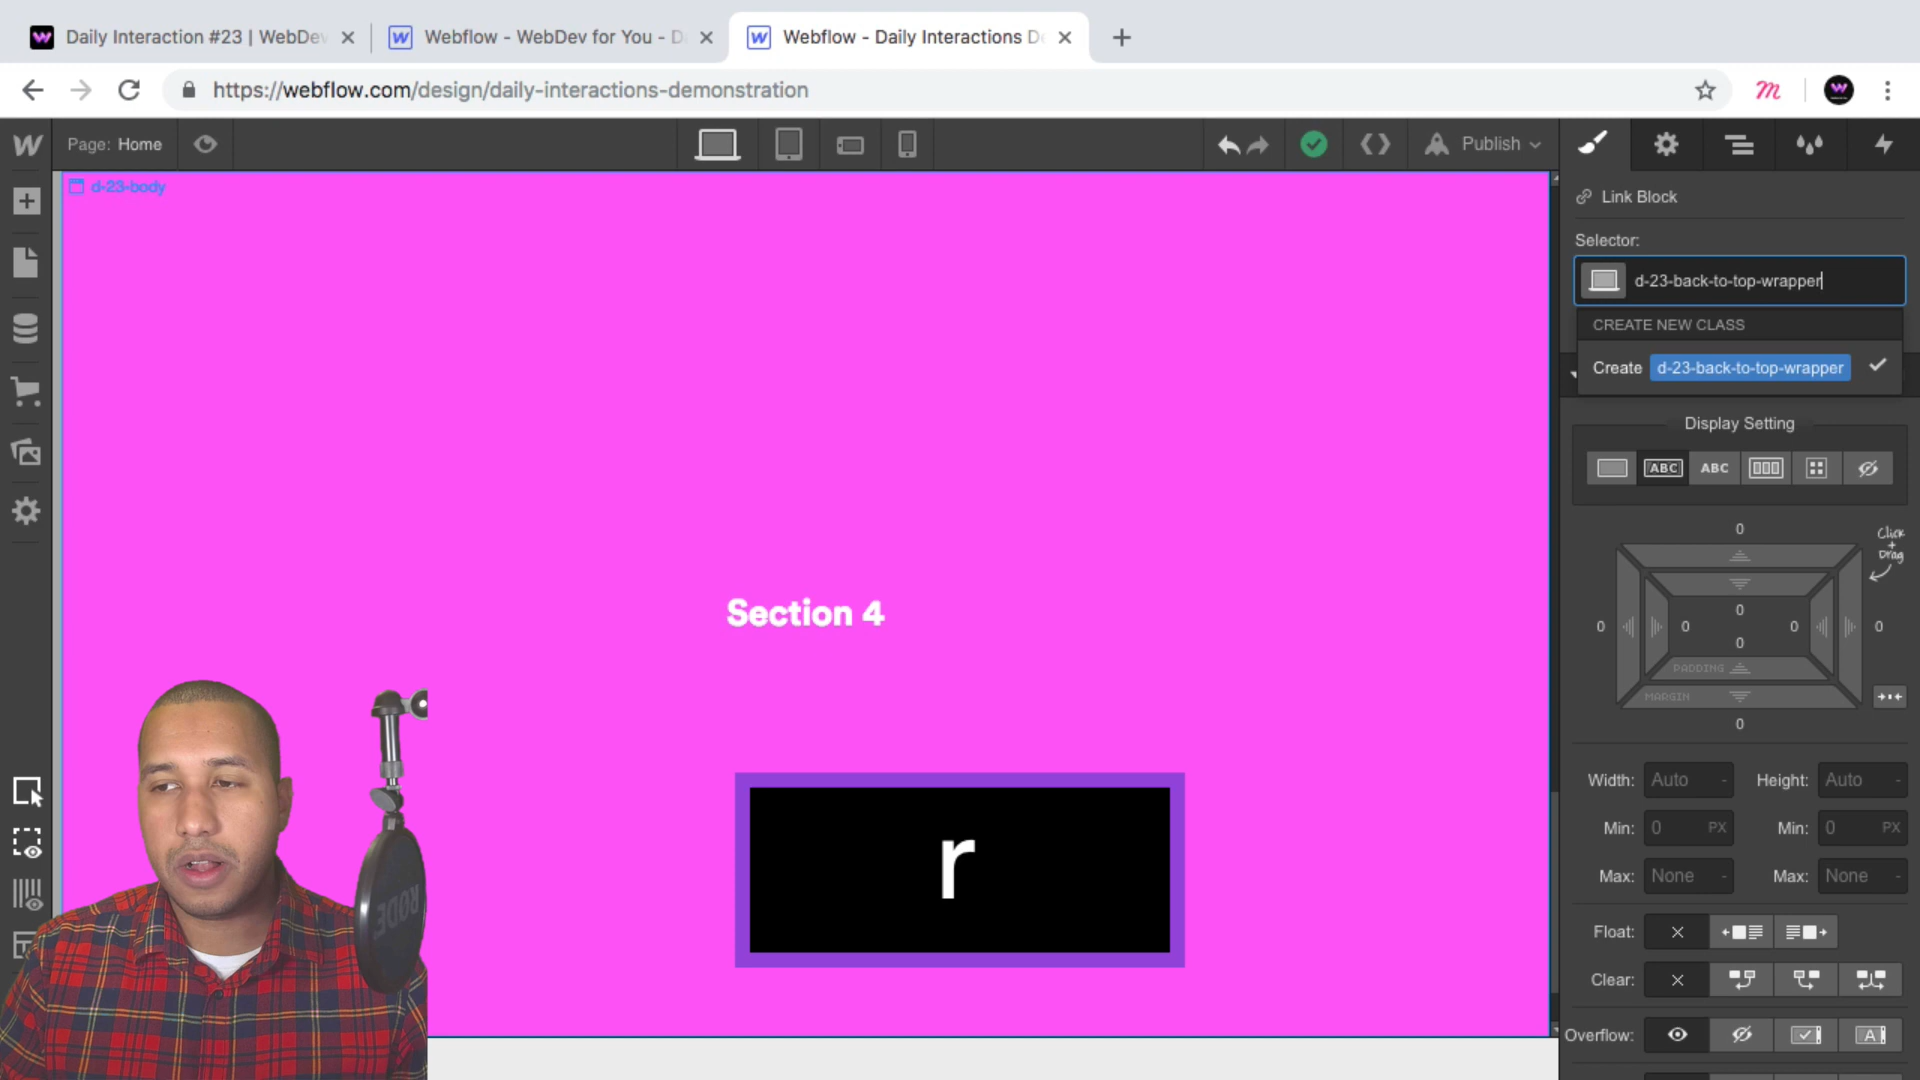 Daily Interaction #23 | WebDev
Webflow - WebDev for You - D
Webflow - Daily Interactions De
https://webflow.com/design/daily-interactions-demonstration
Page: Home
Publish
d-23-body
Link Block
Selector:
d-23-back-to-top-wrapper
CREATE NEW CLASS
Create d-23-back-to-top-wrapper
Display Setting
ABC ABC
0
Click + Drag
0
0 0 0 0
0
PADDING
MARGIN
0
Width: Auto - Height: Auto -
Min: 0 PX Min: 0 PX
Max: None - Max: None -
Float:
Clear:
Overflow:
Section 4
r
RODE